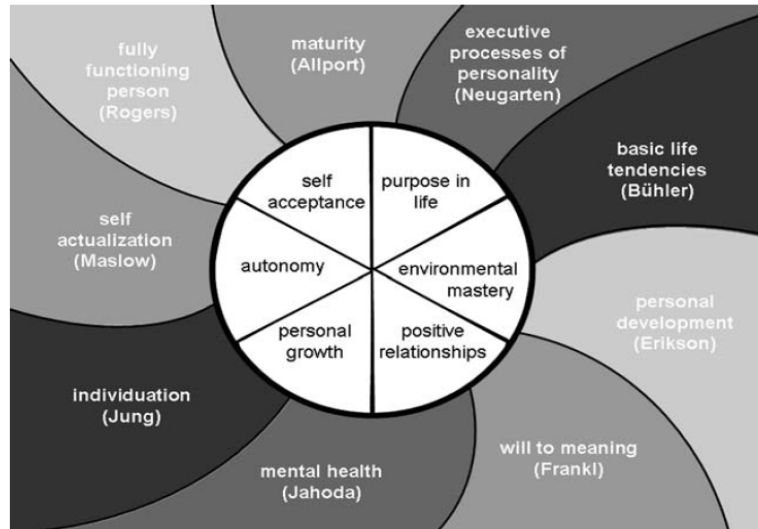 fully
functioning
person
(Rogers)
maturity
(Allport)
executive
processes of
personality
(Neugarten)
basic life
tendencies
(Bühler)
personal
development
(Erikson)
will to meaning
(Frankl)
mental health
(Jahoda)
individuation
(Jung)
self
actualization
(Maslow)
self
acceptance
purpose in
life
environmental
mastery
positive
relationships
personal
growth
autonomy